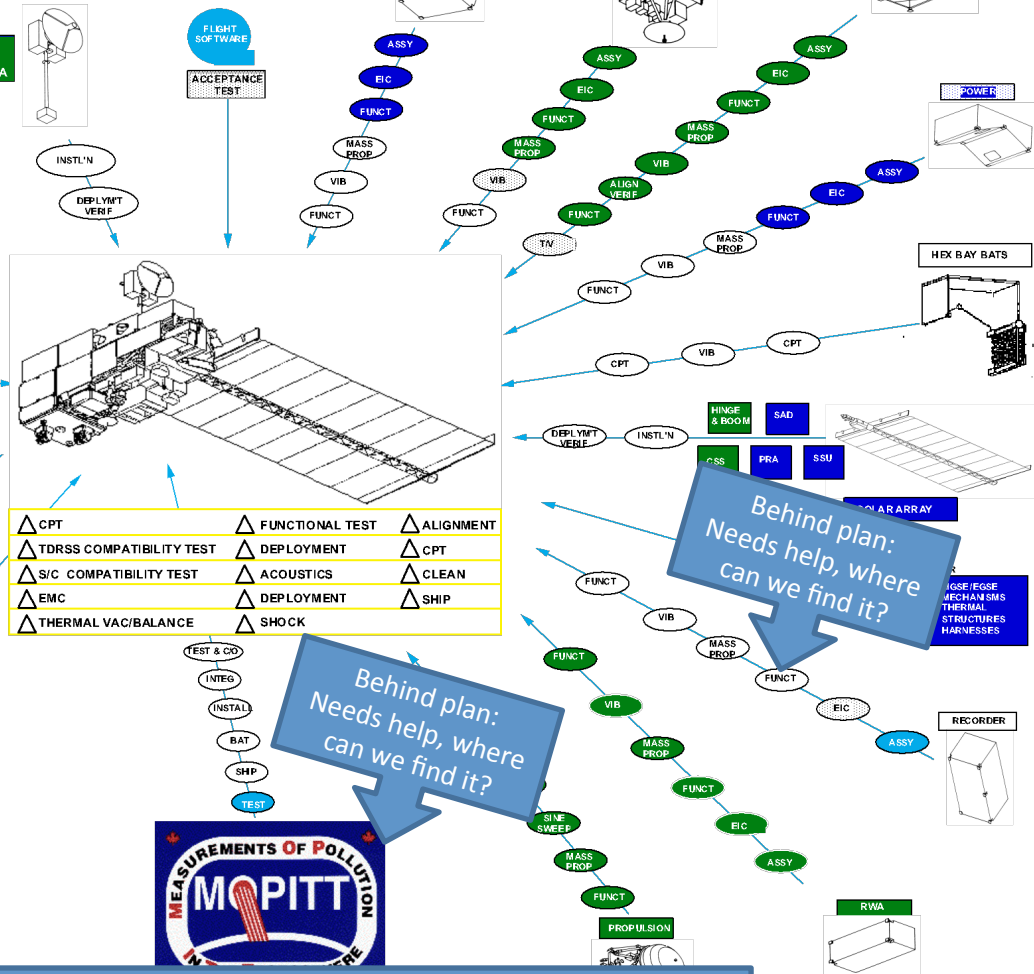 A
FLIGHT
SOFTWARE
ACCEPTANCE
TEST
INSTL'N
DEPLYM'T
VERIF
ASSY
EIC
FUNCT
MASS
PROP
VIB
FUNCT
ASSY
EIC
FUNCT
MASS
PROP
VIB
FUNCT
ASSY
EIC
FUNCT
MASS
PROP
VIB
ALIGN
VERIF
FUNCT
T/V
POWER
ASSY
EIC
FUNCT
MASS
PROP
VIB
FUNCT
HEX BAY BATS
CPT
VIB
CPT
HINGE
& BOOM
SAD
DEPLYM'T
VERIF
INSTL'N
CSS
PRA
SSU
SOLAR ARRAY
CPT
FUNCTIONAL TEST
ALIGNMENT
TDRSS COMPATIBILITY TEST
DEPLOYMENT
CPT
S/C COMPATIBILITY TEST
ACOUSTICS
CLEAN
EMC
DEPLOYMENT
SHIP
THERMAL VAC/BALANCE
SHOCK
Behind plan:
Needs help, where
can we find it?
R
MGSE/EGSE
MECHANISMS
THERMAL
STRUCTURES
HARNESSES
FUNCT
VIB
MASS
PROP
FUNCT
EIC
ASSY
RECORDER
TEST & C/O
INTEG
INSTALL
BAT
SHIP
TEST
Behind plan:
Needs help, where
can we find it?
FUNCT
VIB
MASS
PROP
FUNCT
EIC
ASSY
RWA
SINE
SWEEP
MASS
PROP
FUNCT
PROPULSION
MEASUREMENTS OF POLLUTION
MOPITT